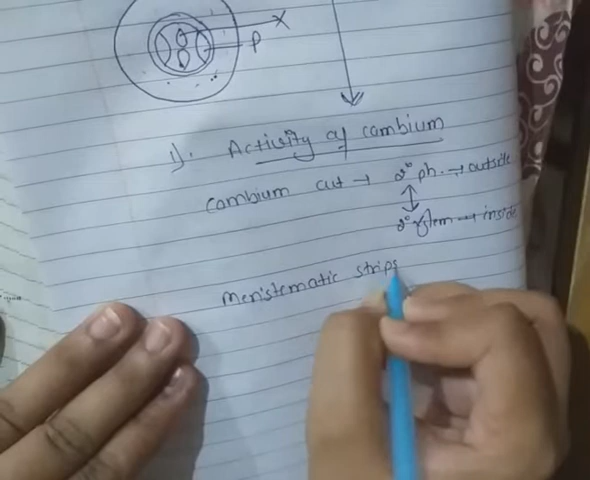 X
P
1). Activity of cambium
cambium cut → 2° ph. → outside
2° xylem → inside
Meristematic strips